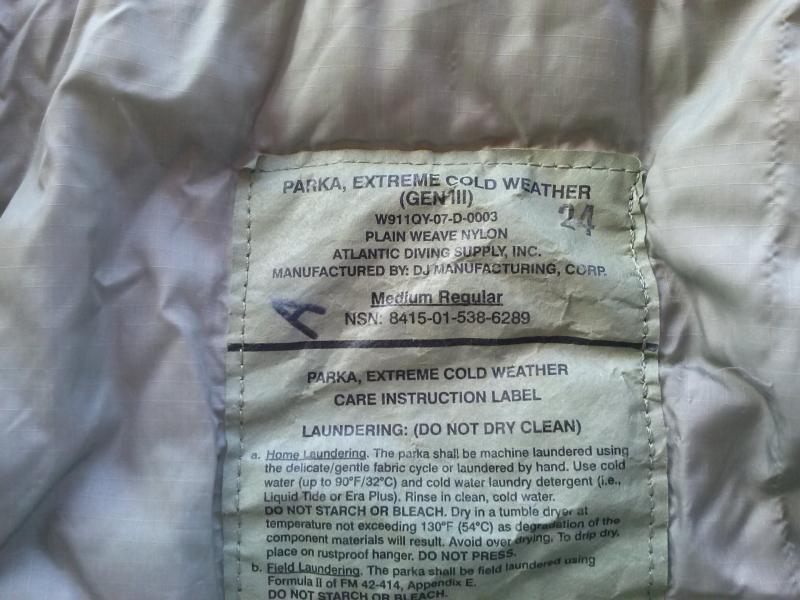 PARKA, EXTREME COLD WEATHER
(GEN III)
W911QY-07-D-0003
24
PLAIN WEAVE NYLON
ATLANTIC DIVING SUPPLY, INC.
MANUFACTURED BY: DJ MANUFACTURING, CORP.
Medium Regular
A
NSN: 8415-01-538-6289
PARKA, EXTREME COLD WEATHER
CARE INSTRUCTION LABEL
LAUNDERING: (DO NOT DRY CLEAN)
a. Home Laundering. The parka shall be machine laundered using
the delicate/gentle fabric cycle or laundered by hand. Use cold
water (up to 90°F/32°C) and cold water laundry detergent (i.e.,
Liquid Tide or Era Plus). Rinse in clean, cold water.
DO NOT STARCH OR BLEACH. Dry in a tumble dryer at
temperature not exceeding 130°F (54°C) as degradation of the
component materials will result. Avoid over drying. To drip dry,
place on rustproof hanger. DO NOT PRESS.
b. Field Laundering. The parka shall be field laundered using
Formula II of FM 42-414, Appendix E.
DO NOT STARCH OR BLEACH.